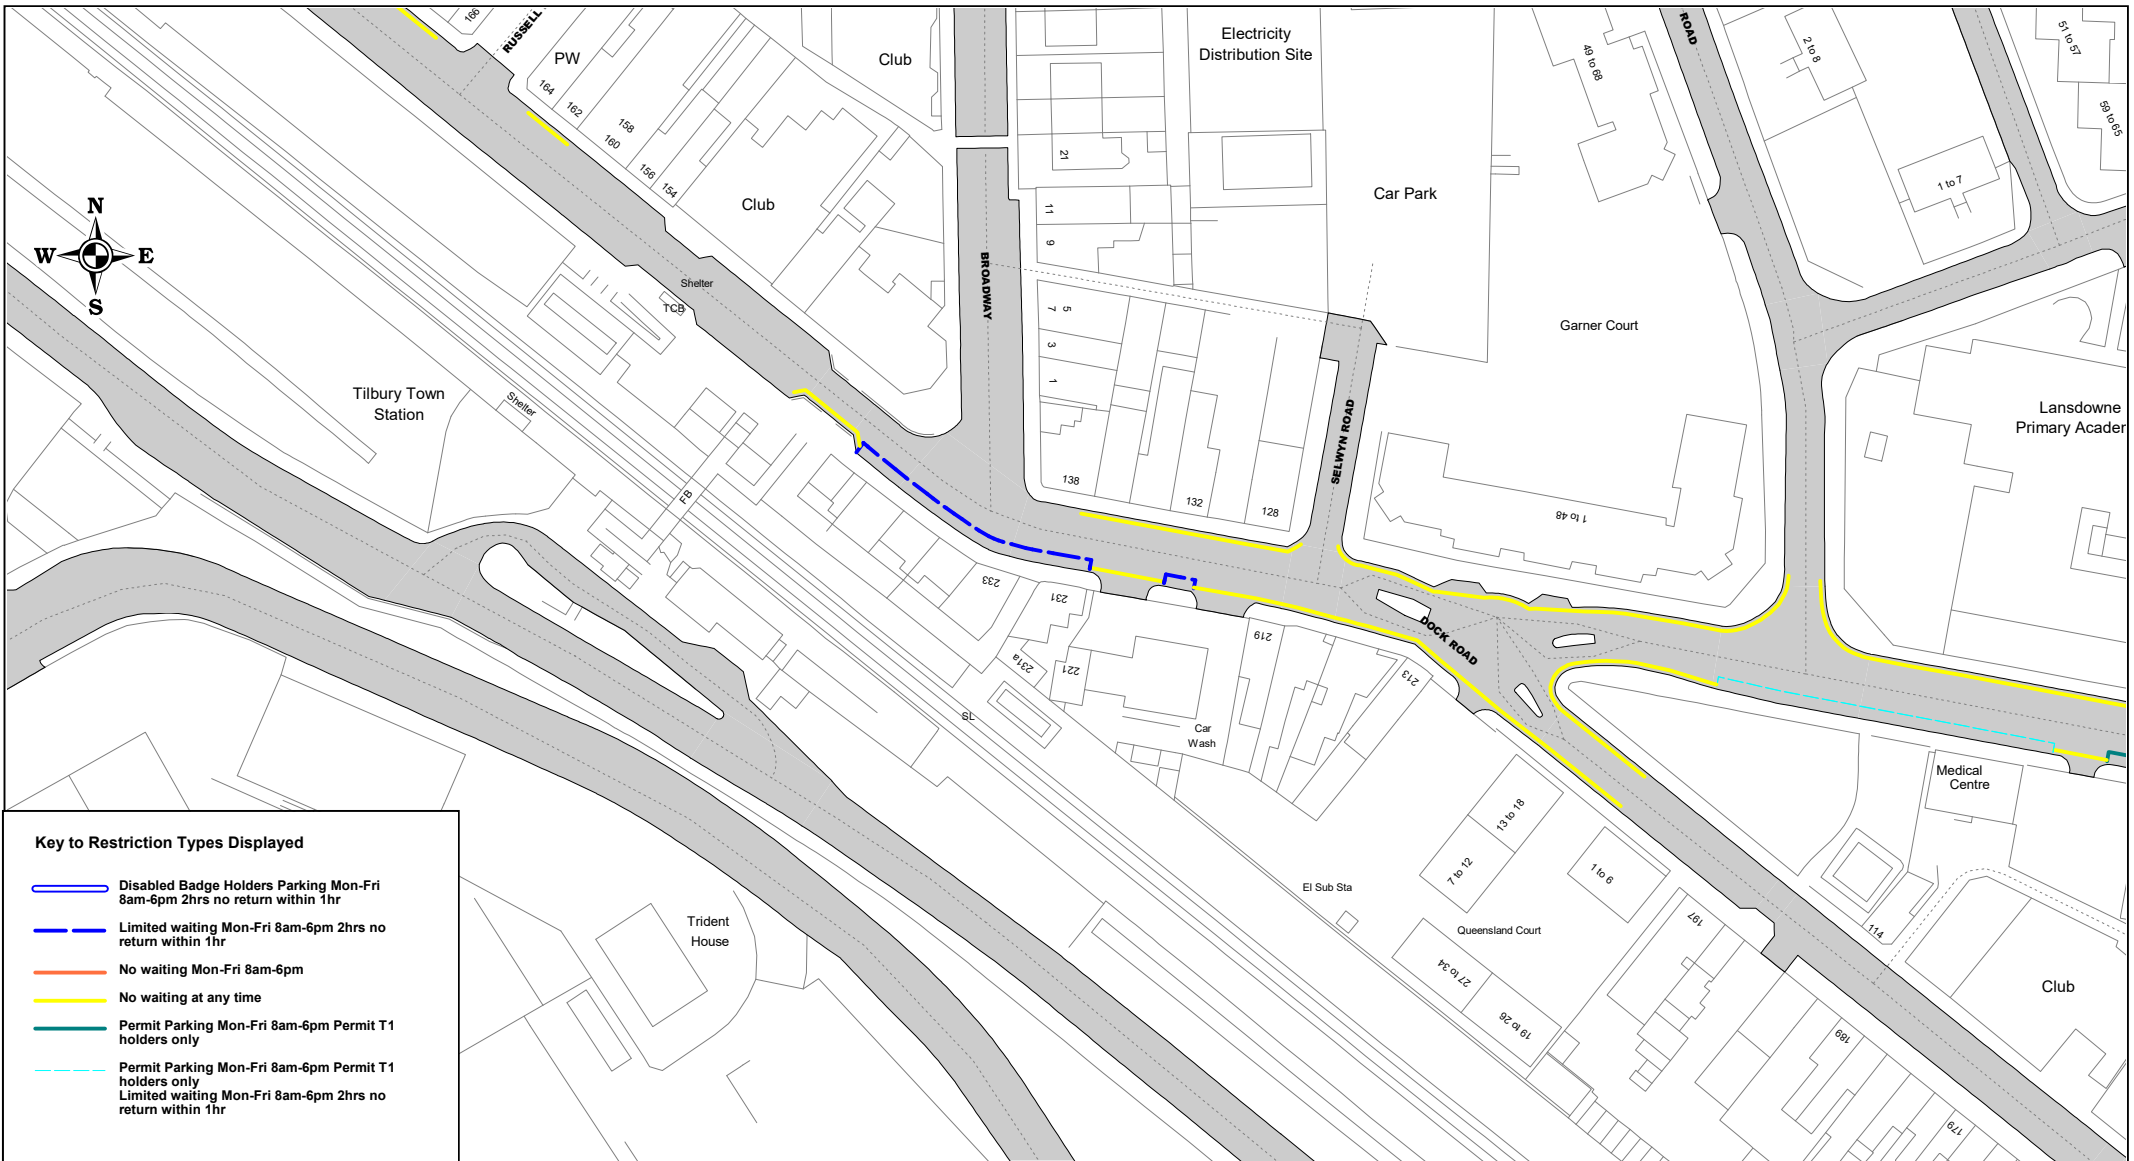 166
RUSSELL
PW
164
162
158
160
156
154
Club
Club
Electricity
Distribution Site
21
11
9
Car Park
49 to 68
ROAD
2 to 8
1 to 7
51 to 57
59 to 65
N
W
E
S
Shelter
TCB
BROADWAY
7
5
3
1
Garner Court
Tilbury Town
Station
Shelter
FB
SELWYN ROAD
138
132
128
1 to 48
Lansdowne
Primary Acader
233
231
231a
221
219
213
DOCK ROAD
SL
Car
Wash
Medical
Centre
13 to 18
7 to 12
1 to 6
El Sub Sta
Queensland Court
27 to 34
19 to 26
197
114
Club
189
179
Trident
House
Key to Restriction Types Displayed
Disabled Badge Holders Parking Mon-Fri
8am-6pm 2hrs no return within 1hr
Limited waiting Mon-Fri 8am-6pm 2hrs no
return within 1hr
No waiting Mon-Fri 8am-6pm
No waiting at any time
Permit Parking Mon-Fri 8am-6pm Permit T1
holders only
Permit Parking Mon-Fri 8am-6pm Permit T1
holders only
Limited waiting Mon-Fri 8am-6pm 2hrs no
return within 1hr